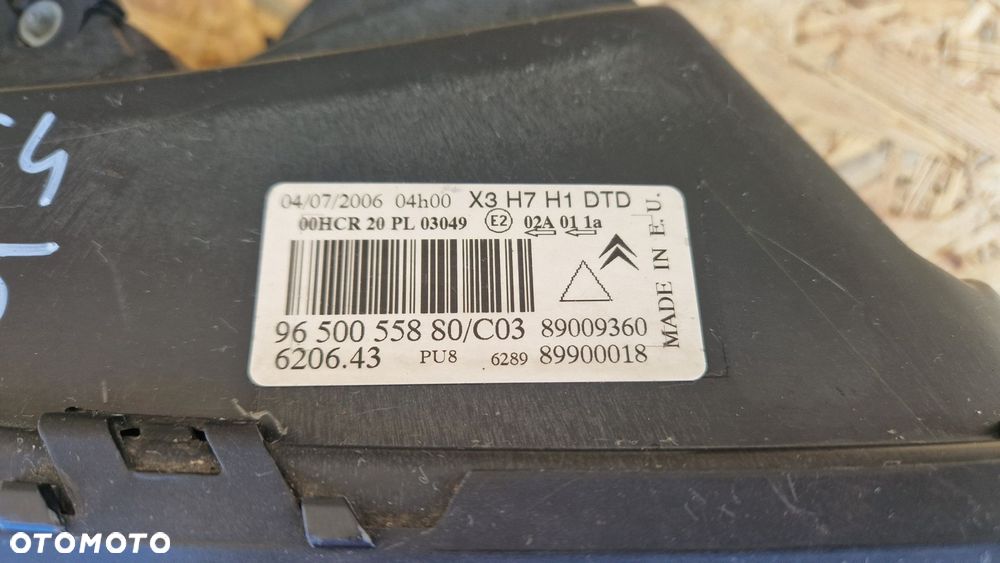 04/07/2006 04h00 X3 H7 H1 DTD
00HCR 20 PL 03049 E2 02A 01 1a
96 500 558 80/C03 89009360
6206.43 PU8 6289 89900018
MADE IN E.U.
OTOMOTO